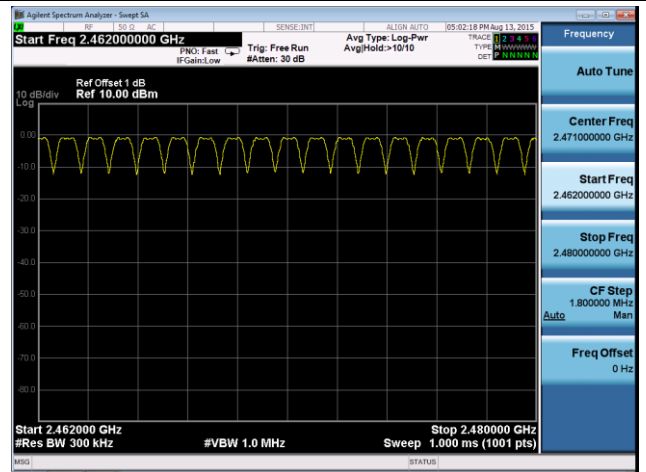 Agilent Spectrum Analyzer - Swept SA
RF 50 Ω AC SENSE:INT ALIGN AUTO 05:02:18 PM Aug 13, 2015
Start Freq 2.462000000 GHz
PNO: Fast
IFGain:Low
Trig: Free Run
#Atten: 30 dB
Avg Type: Log-Pwr
Avg|Hold:>10/10
TRACE 1 2 3 4 5 6
TYPE M WWWWW
DET P NNNNN
Ref Offset 1 dB
10 dB/div Ref 10.00 dBm
Log
0.00
-10.0
-20.0
-30.0
-40.0
-50.0
-60.0
-70.0
-80.0
Start 2.462000 GHz Stop 2.480000 GHz
#Res BW 300 kHz #VBW 1.0 MHz Sweep 1.000 ms (1001 pts)
MSG STATUS
Frequency
Auto Tune
Center Freq
2.471000000 GHz
Start Freq
2.462000000 GHz
Stop Freq
2.480000000 GHz
CF Step
1.800000 MHz
Auto Man
Freq Offset
0 Hz